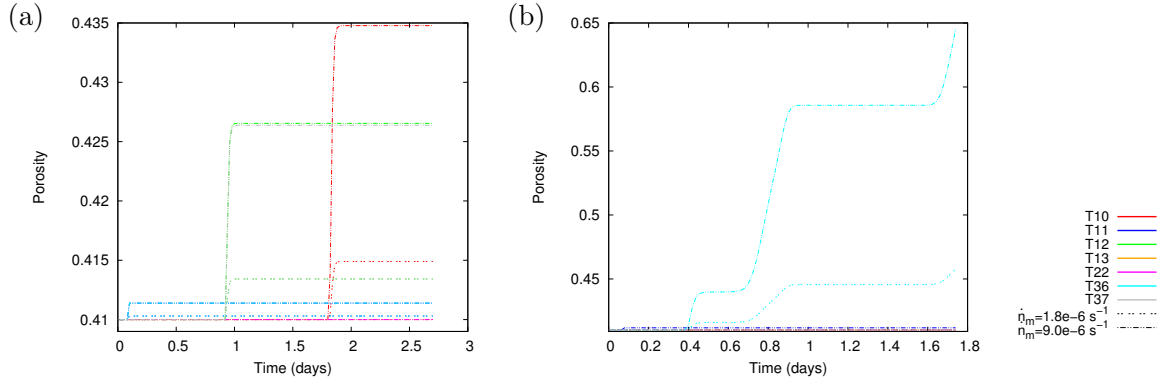 (a)
0.435
0.43
0.425
0.42
0.415
0.41
Porosity
0 0.5 1 1.5 2 2.5 3
Time (days)
(b)
0.65
0.6
0.55
0.5
0.45
Porosity
0 0.2 0.4 0.6 0.8 1 1.2 1.4 1.6 1.8
Time (days)
T10
T11
T12
T13
T22
T36
T37
ṅm=1.8e-6 s⁻¹
nm=9.0e-6 s⁻¹